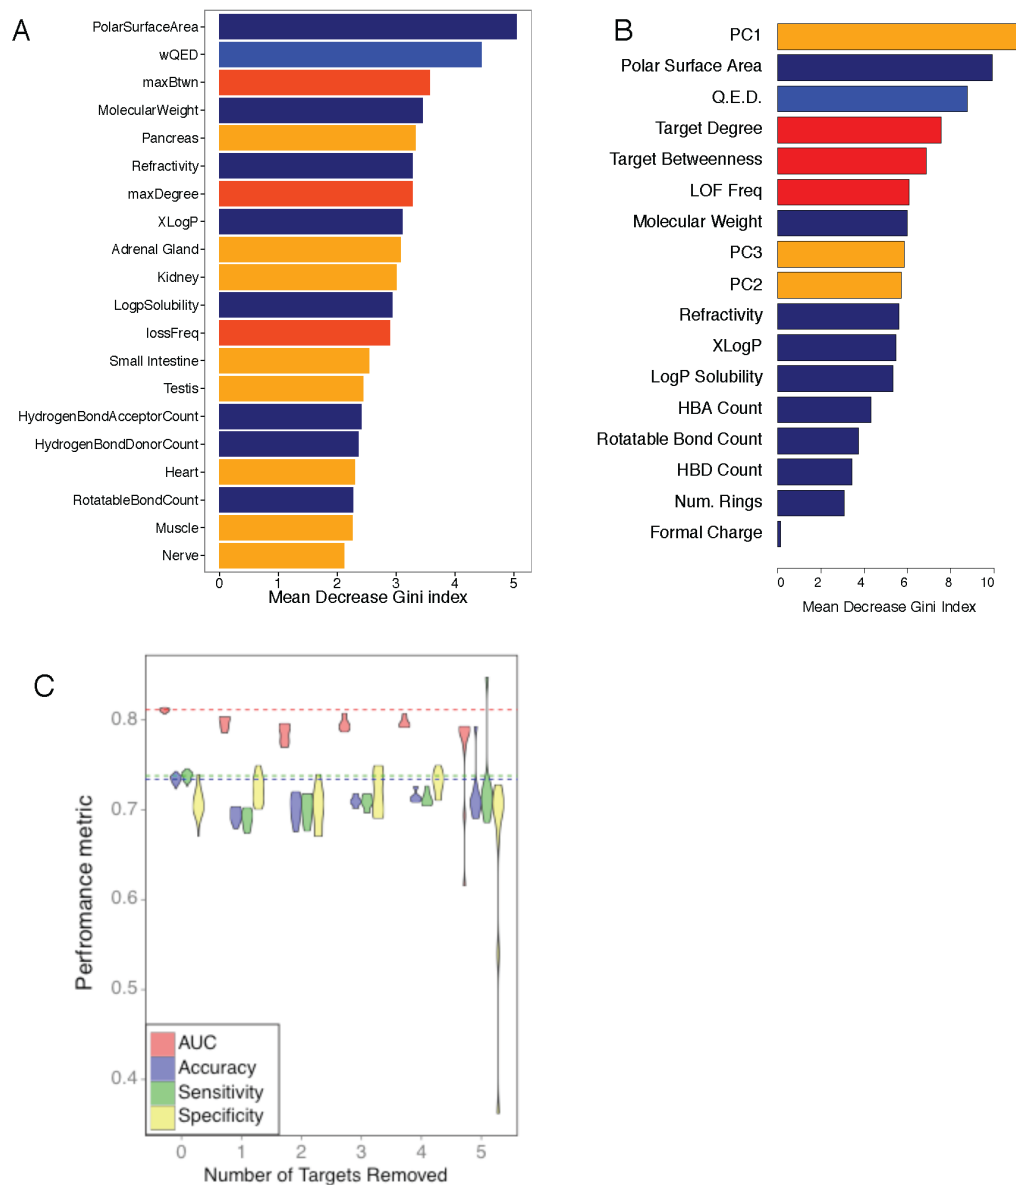 A
PolarSurfaceArea
wQED
maxBtwn
MolecularWeight
Pancreas
Refractivity
maxDegree
XLogP
Adrenal Gland
Kidney
LogpSolubility
lossFreq
Small Intestine
Testis
HydrogenBondAcceptorCount
HydrogenBondDonorCount
Heart
RotatableBondCount
Muscle
Nerve
0 1 2 3 4 5
Mean Decrease Gini index
B
PC1
Polar Surface Area
Q.E.D.
Target Degree
Target Betweenness
LOF Freq
Molecular Weight
PC3
PC2
Refractivity
XLogP
LogP Solubility
HBA Count
Rotatable Bond Count
HBD Count
Num. Rings
Formal Charge
0 2 4 6 8 10
Mean Decrease Gini Index
C
Perfromance metric
0.8
0.7
0.6
0.5
0.4
AUC
Accuracy
Sensitivity
Specificity
0 1 2 3 4 5
Number of Targets Removed